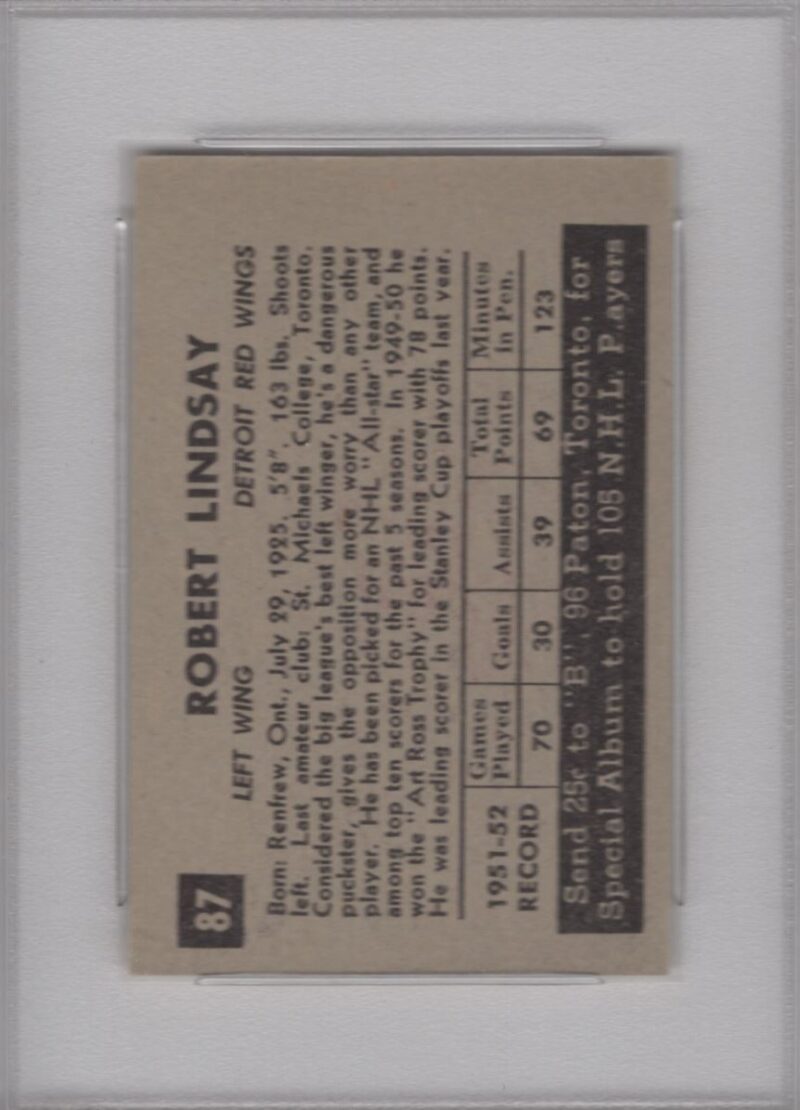 87
ROBERT LINDSAY
LEFT WING DETROIT RED WINGS
Born: Renfrew, Ont., July 29, 1925. 5'8". 163 lbs. Shoots
left. Last amateur club: St. Michaels College, Toronto.
Considered the big league's best left winger, he's a dangerous
puckster, gives the opposition more worry than any other
player. He has been picked for an NHL "All-star" team, and
among top ten scorers for the past 5 seasons. In 1949-50 he
won the "Art Ross Trophy" for leading scorer with 78 points.
He was leading scorer in the Stanley Cup playoffs last year.
1951-52 RECORD
Games Played Goals Assists Total Points Minutes in Pen.
70 30 39 69 123
Send 25¢ to "B", 96 Paton, Toronto, for
Special Album to hold 105 N.H.L. Players